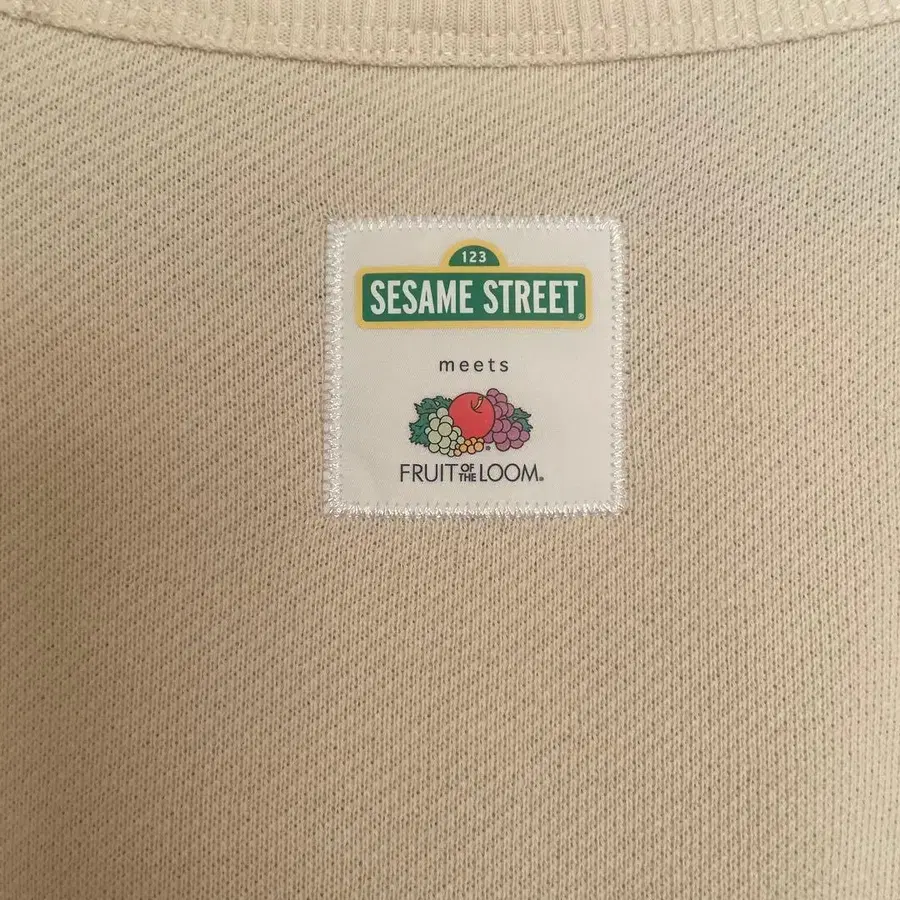 123
SESAME STREET®
meets
FRUIT OF THE LOOM®